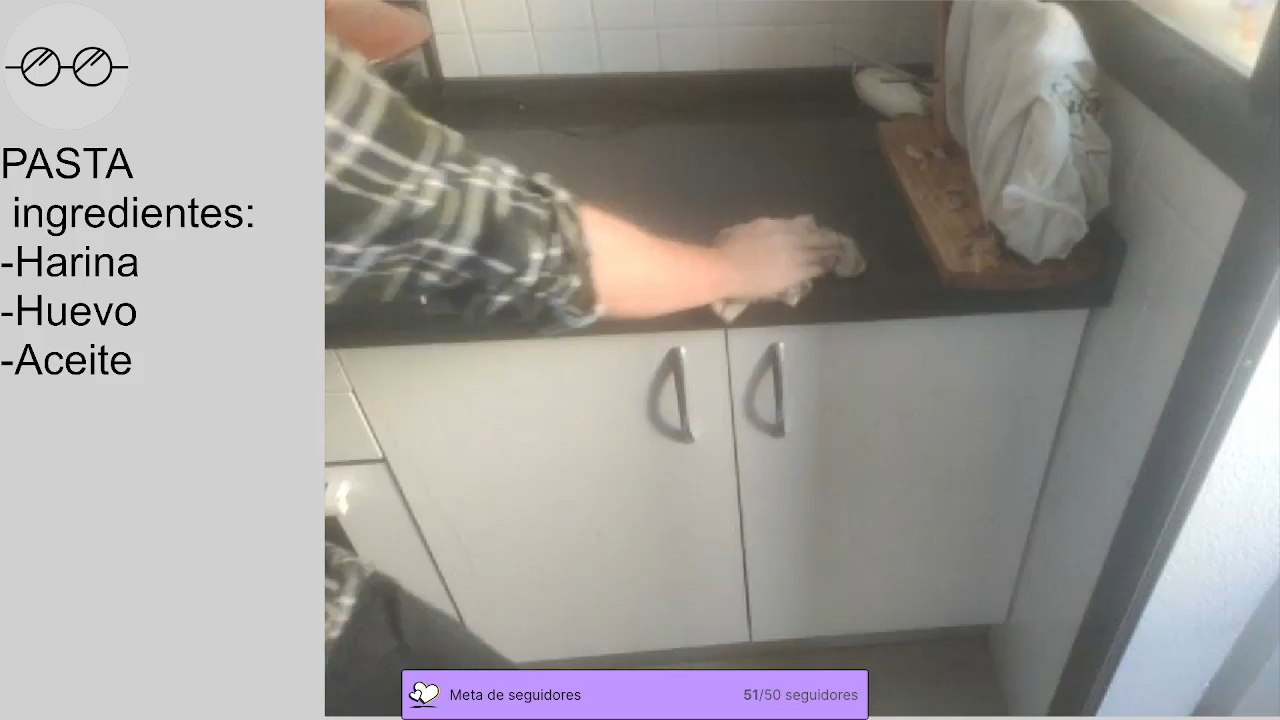 PASTA
ingredientes:
-Harina
-Huevo
-Aceite
Meta de seguidores 51/50 seguidores